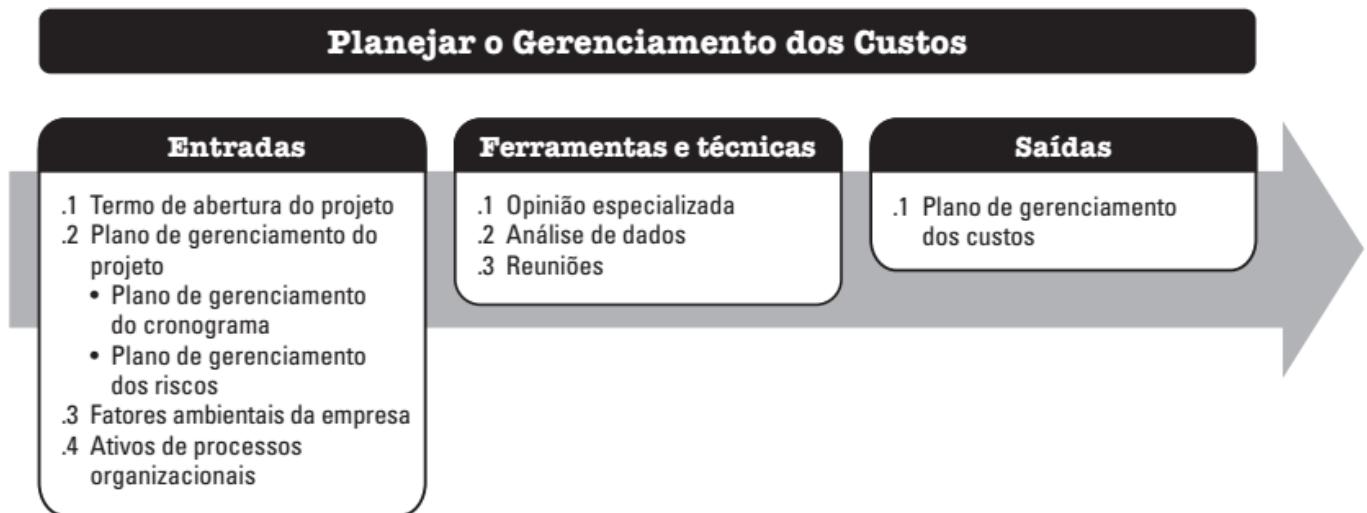 Planejar o Gerenciamento dos Custos
Entradas
.1 Termo de abertura do projeto
.2 Plano de gerenciamento do
projeto
• Plano de gerenciamento
do cronograma
• Plano de gerenciamento
dos riscos
.3 Fatores ambientais da empresa
.4 Ativos de processos
organizacionais
Ferramentas e técnicas
.1 Opinião especializada
.2 Análise de dados
.3 Reuniões
Saídas
.1 Plano de gerenciamento
dos custos